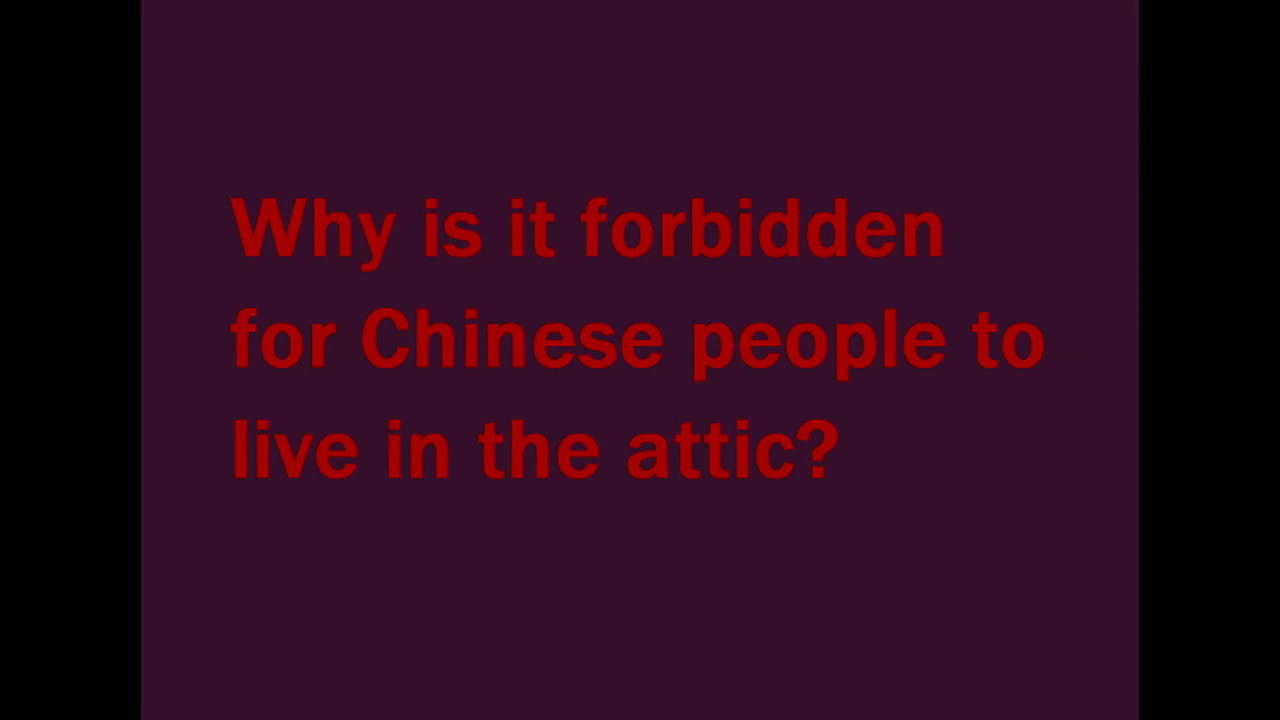 Why is it forbidden
for Chinese people to
live in the attic?